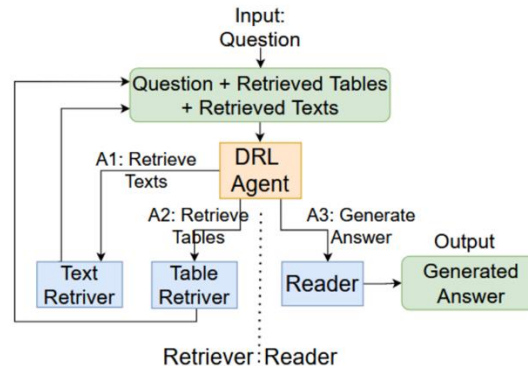 Input:
Question
Question + Retrieved Tables
+ Retrieved Texts
A1: Retrieve
Texts
DRL
Agent
A2: Retrieve
Tables
A3: Generate
Answer
Text
Retriver
Table
Retriver
Reader
Output
Generated
Answer
Retriever
Reader